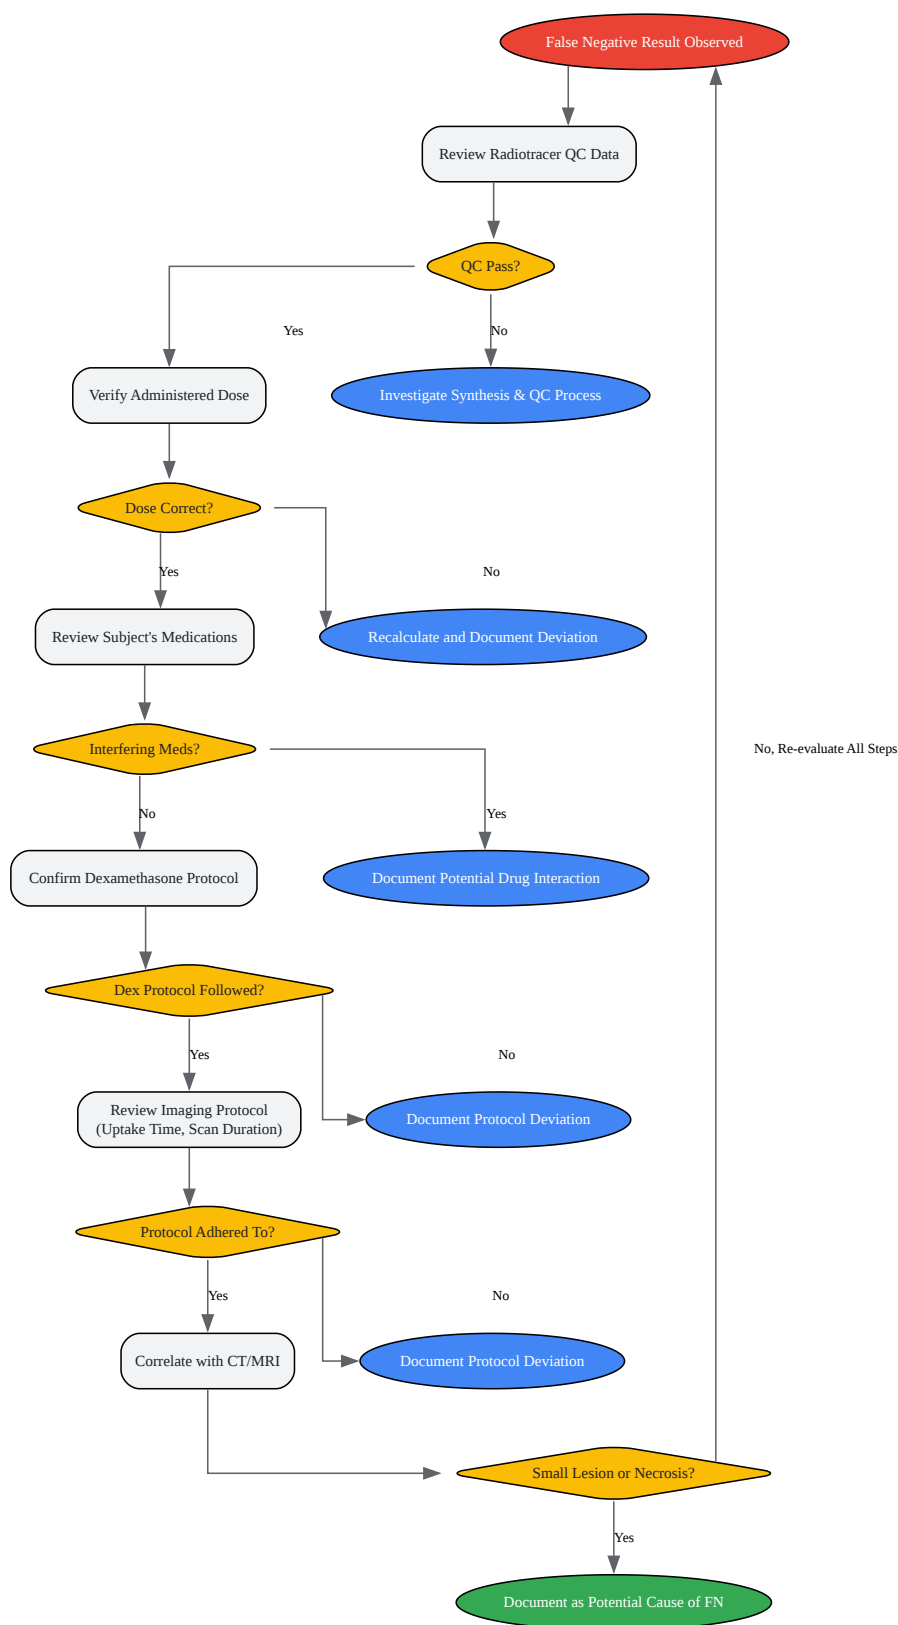 False Negative Result Observed
Review Radiotracer QC Data
QC Pass?
Yes
No
Verify Administered Dose
Investigate Synthesis & QC Process
Dose Correct?
Yes
No
Review Subject's Medications
Recalculate and Document Deviation
Interfering Meds?
No, Re-evaluate All Steps
No
Yes
Confirm Dexamethasone Protocol
Document Potential Drug Interaction
Dex Protocol Followed?
Yes
No
Review Imaging Protocol
(Uptake Time, Scan Duration)
Document Protocol Deviation
Protocol Adhered To?
Yes
No
Correlate with CT/MRI
Document Protocol Deviation
Small Lesion or Necrosis?
Yes
Document as Potential Cause of FN